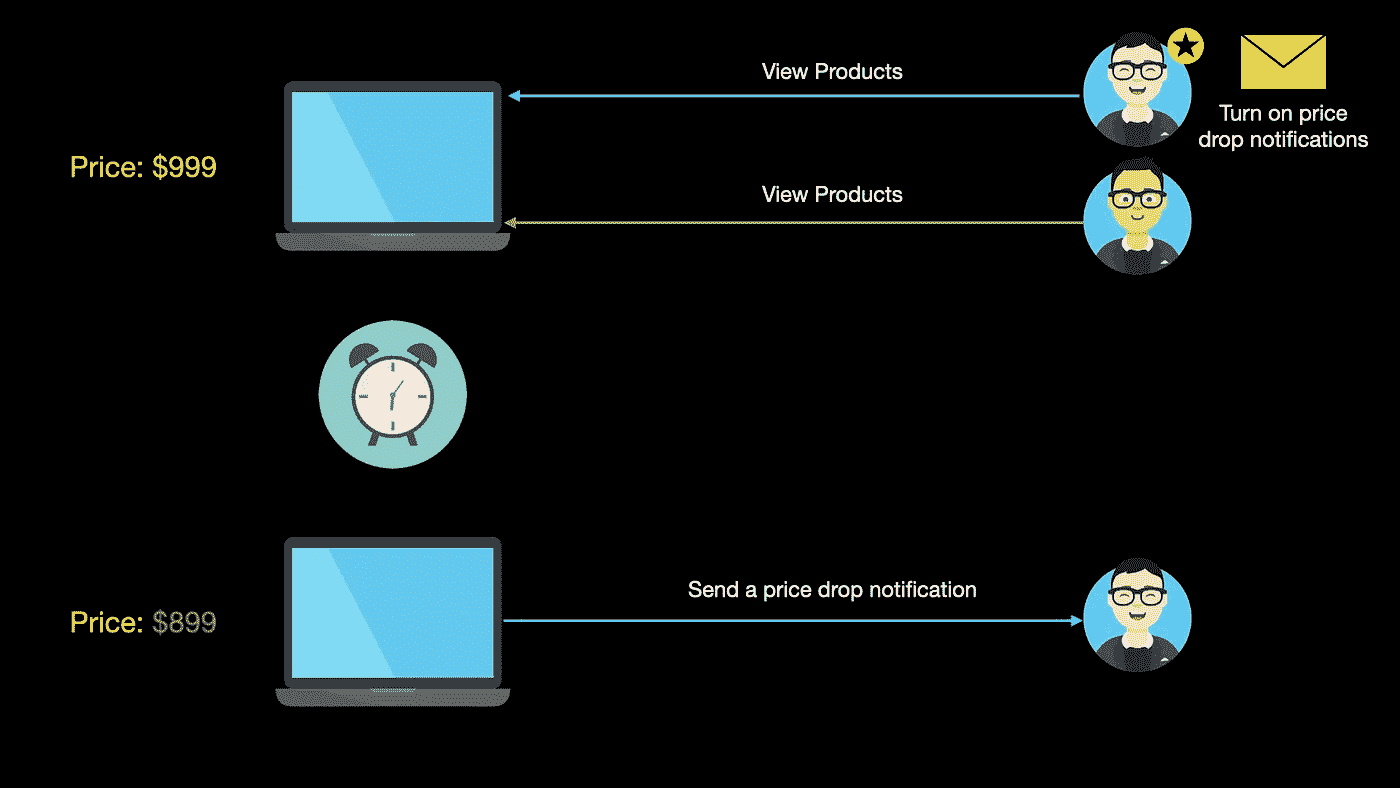 View Products
Turn on price
drop notifications
Price: $999
View Products
Send a price drop notification
Price: $899